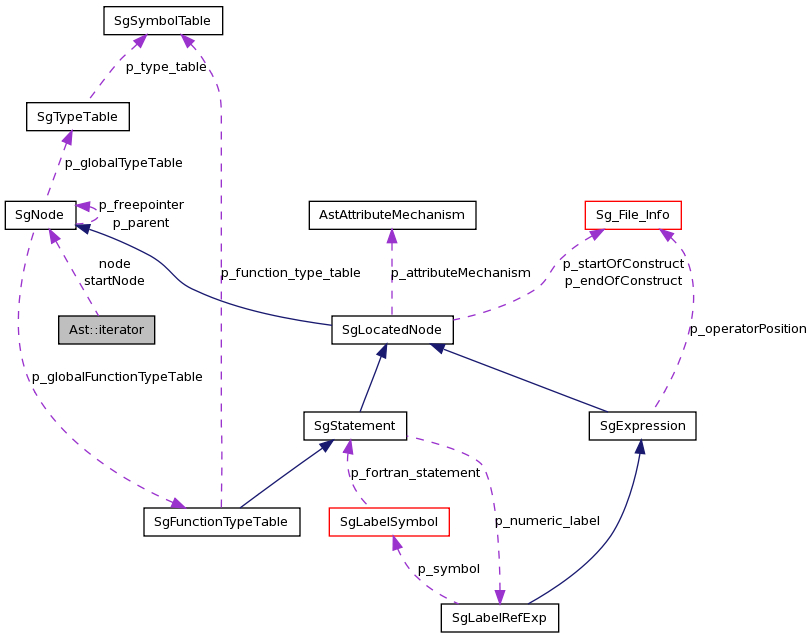 SgSymbolTable
p_type_table
SgTypeTable
p_globalTypeTable
SgNode
p_freepointer
p_parent
AstAttributeMechanism
Sg_File_Info
node
startNode
p_function_type_table
p_attributeMechanism
p_startOfConstruct
p_endOfConstruct
Ast::iterator
SgLocatedNode
p_operatorPosition
p_globalFunctionTypeTable
SgStatement
SgExpression
p_fortran_statement
SgFunctionTypeTable
SgLabelSymbol
p_numeric_label
p_symbol
SgLabelRefExp